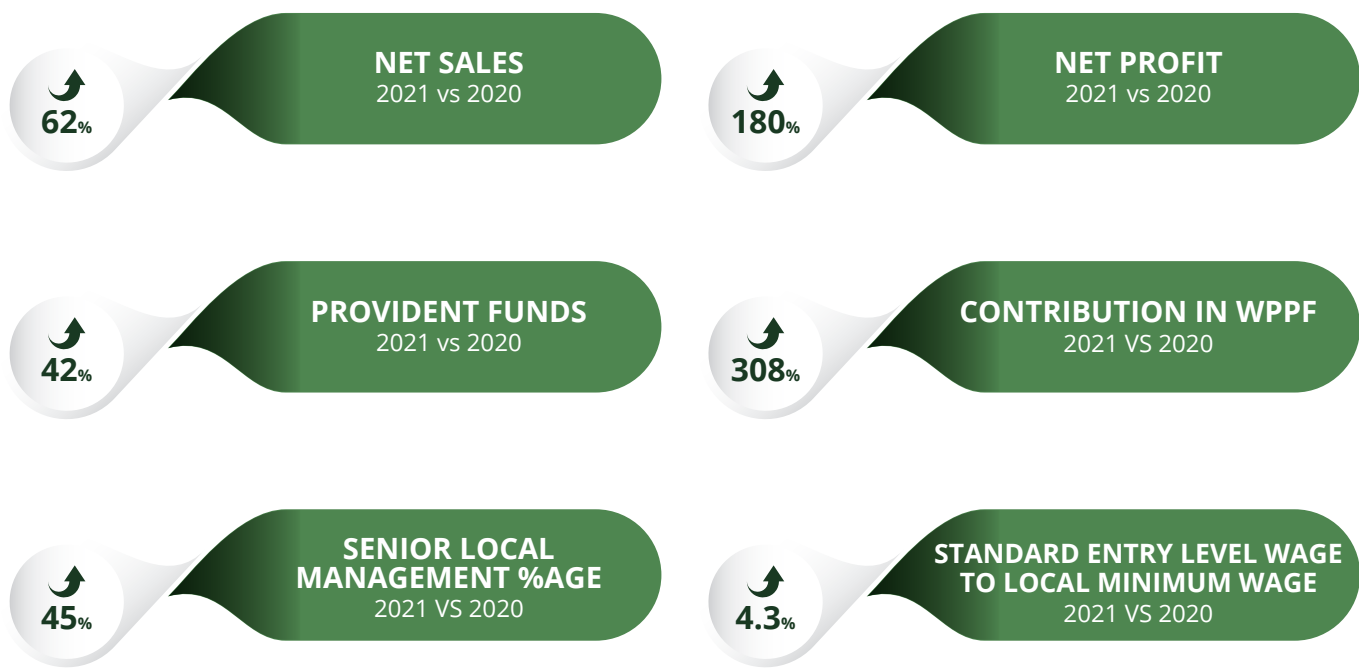 62%
NET SALES
2021 vs 2020
180%
NET PROFIT
2021 vs 2020
42%
PROVIDENT FUNDS
2021 vs 2020
308%
CONTRIBUTION IN WPPF
2021 VS 2020
45%
SENIOR LOCAL
MANAGEMENT %AGE
2021 VS 2020
4.3%
STANDARD ENTRY LEVEL WAGE
TO LOCAL MINIMUM WAGE
2021 VS 2020